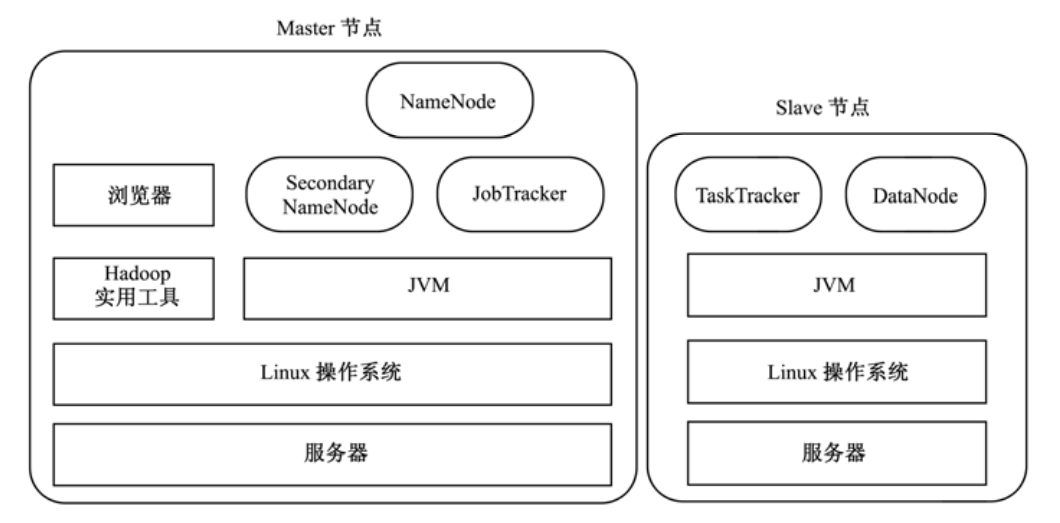 Master 节点
NameNode
Slave 节点
浏览器
Secondary
NameNode
JobTracker
TaskTracker
DataNode
Hadoop
实用工具
JVM
JVM
Linux 操作系统
Linux 操作系统
服务器
服务器